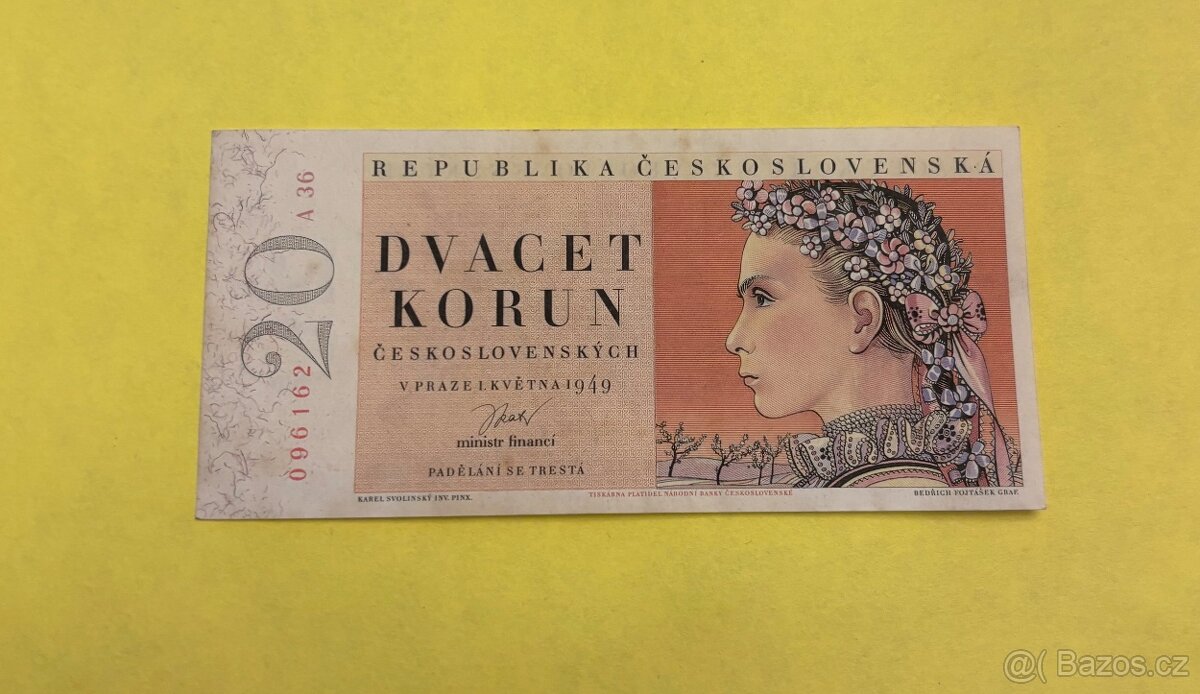 REPUBLIKA ČESKOSLOVENSKÁ
20
A 36
096162
DVACET
KORUN
ČESKOSLOVENSKÝCH
V PRAZE 1. KVĚTNA 1949
ministr financí
PADĚLÁNÍ SE TRESTÁ
KAREL SVOLINSKÝ INV. PINX.
TISKÁRNA PLATIDEL NÁRODNÍ BANKY ČESKOSLOVENSKÉ
BEDŘICH FOJTÁŠEK GRAF.
@( Bazos.cz